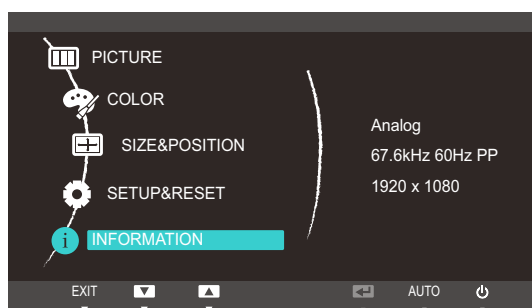 PICTURE
COLOR
SIZE&POSITION
SETUP&RESET
INFORMATION
Analog
67.6kHz 60Hz PP
1920 x 1080
EXIT
AUTO